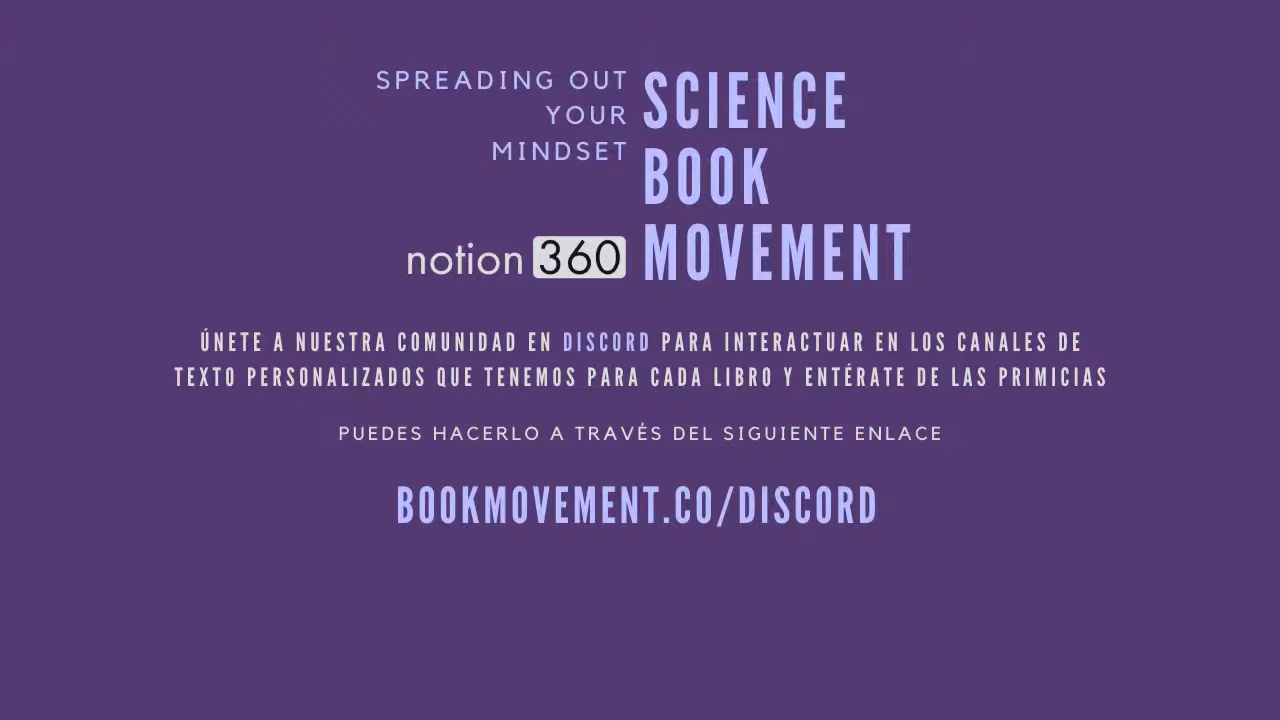 SPREADING OUT
YOUR
MINDSET
SCIENCE
BOOK
MOVEMENT
notion 360
ÚNETE A NUESTRA COMUNIDAD EN DISCORD PARA INTERACTUAR EN LOS CANALES DE
TEXTO PERSONALIZADOS QUE TENEMOS PARA CADA LIBRO Y ENTÉRATE DE LAS PRIMICIAS
PUEDES HACERLO A TRAVÉS DEL SIGUIENTE ENLACE
BOOKMOVEMENT.CO/DISCORD